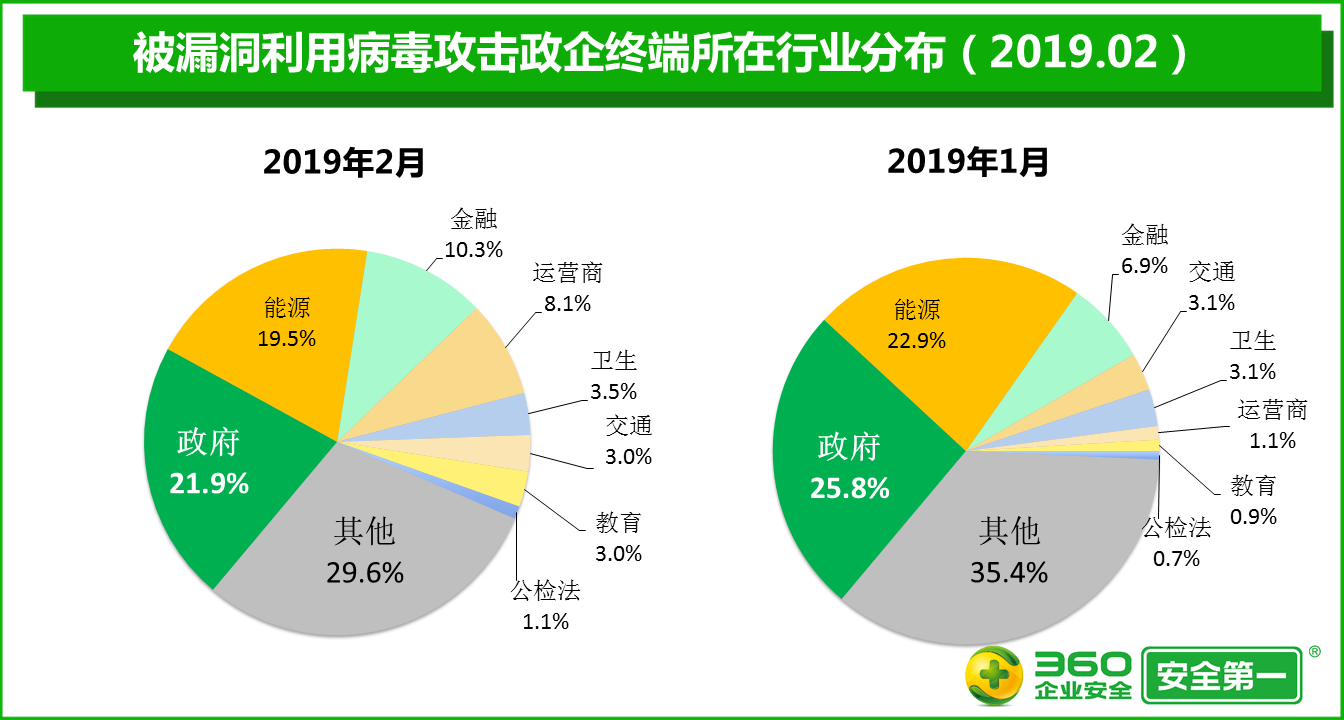 被漏洞利用病毒攻击政企终端所在行业分布（2019.02）
2019年2月
金融
10.3%
运营商
8.1%
卫生
3.5%
交通
3.0%
教育
3.0%
公检法
1.1%
其他
29.6%
政府
21.9%
能源
19.5%
2019年1月
金融
6.9%
交通
3.1%
卫生
3.1%
运营商
1.1%
教育
0.9%
公检法
0.7%
其他
35.4%
政府
25.8%
能源
22.9%
360
企业安全
安全第一
®